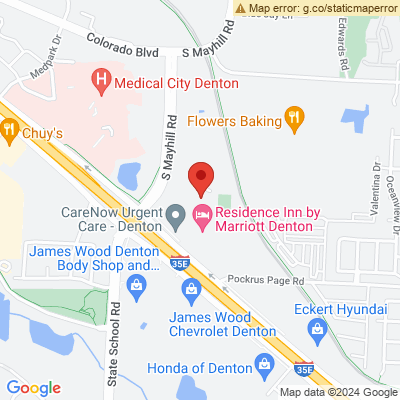 Map error: g.co/staticmaperror
Colorado Blvd
S Mayhill Rd
Medpark Dr
Edwards Rd
H
Medical City Denton
Flowers Baking
Chuy's
S Mayhill Rd
Valentina Dr
Oceanview Dr
CareNow Urgent
Care - Denton
Residence Inn by
Marriott Denton
James Wood Denton
Body Shop and...
35E
Pockrus Page Rd
State School Rd
James Wood
Chevrolet Denton
Eckert Hyundai
Honda of Denton
35E
Google
Map data ©2024 Google